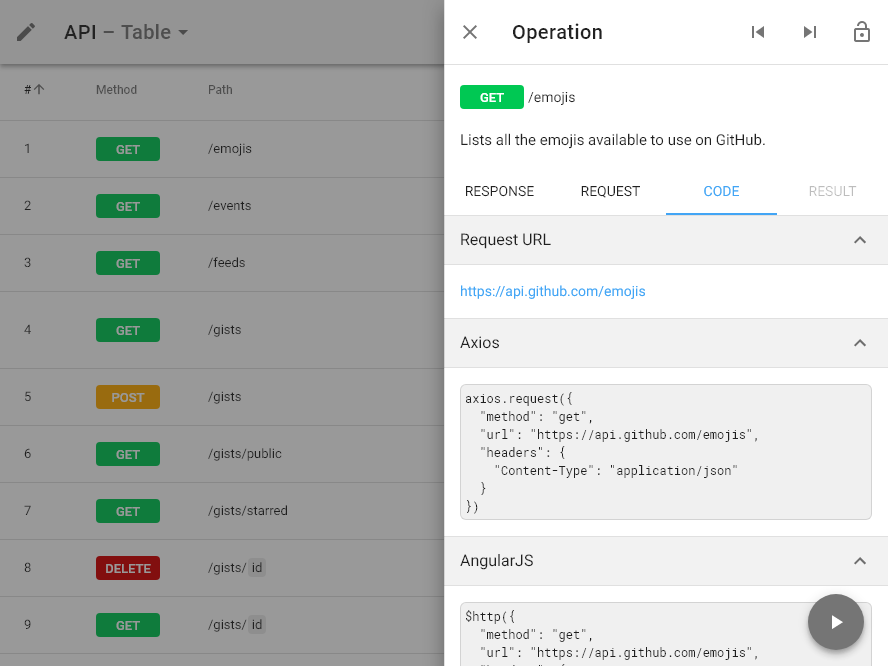 API – Table
# Method Path
1 GET /emojis
2 GET /events
3 GET /feeds
4 GET /gists
5 POST /gists
6 GET /gists/public
7 GET /gists/starred
8 DELETE /gists/ id
9 GET /gists/ id
Operation
GET /emojis
Lists all the emojis available to use on GitHub.
RESPONSE REQUEST CODE RESULT
Request URL
https://api.github.com/emojis
Axios
axios.request({
  "method": "get",
  "url": "https://api.github.com/emojis",
  "headers": {
    "Content-Type": "application/json"
  }
})
AngularJS
$http({
  "method": "get",
  "url": "https://api.github.com/emojis",